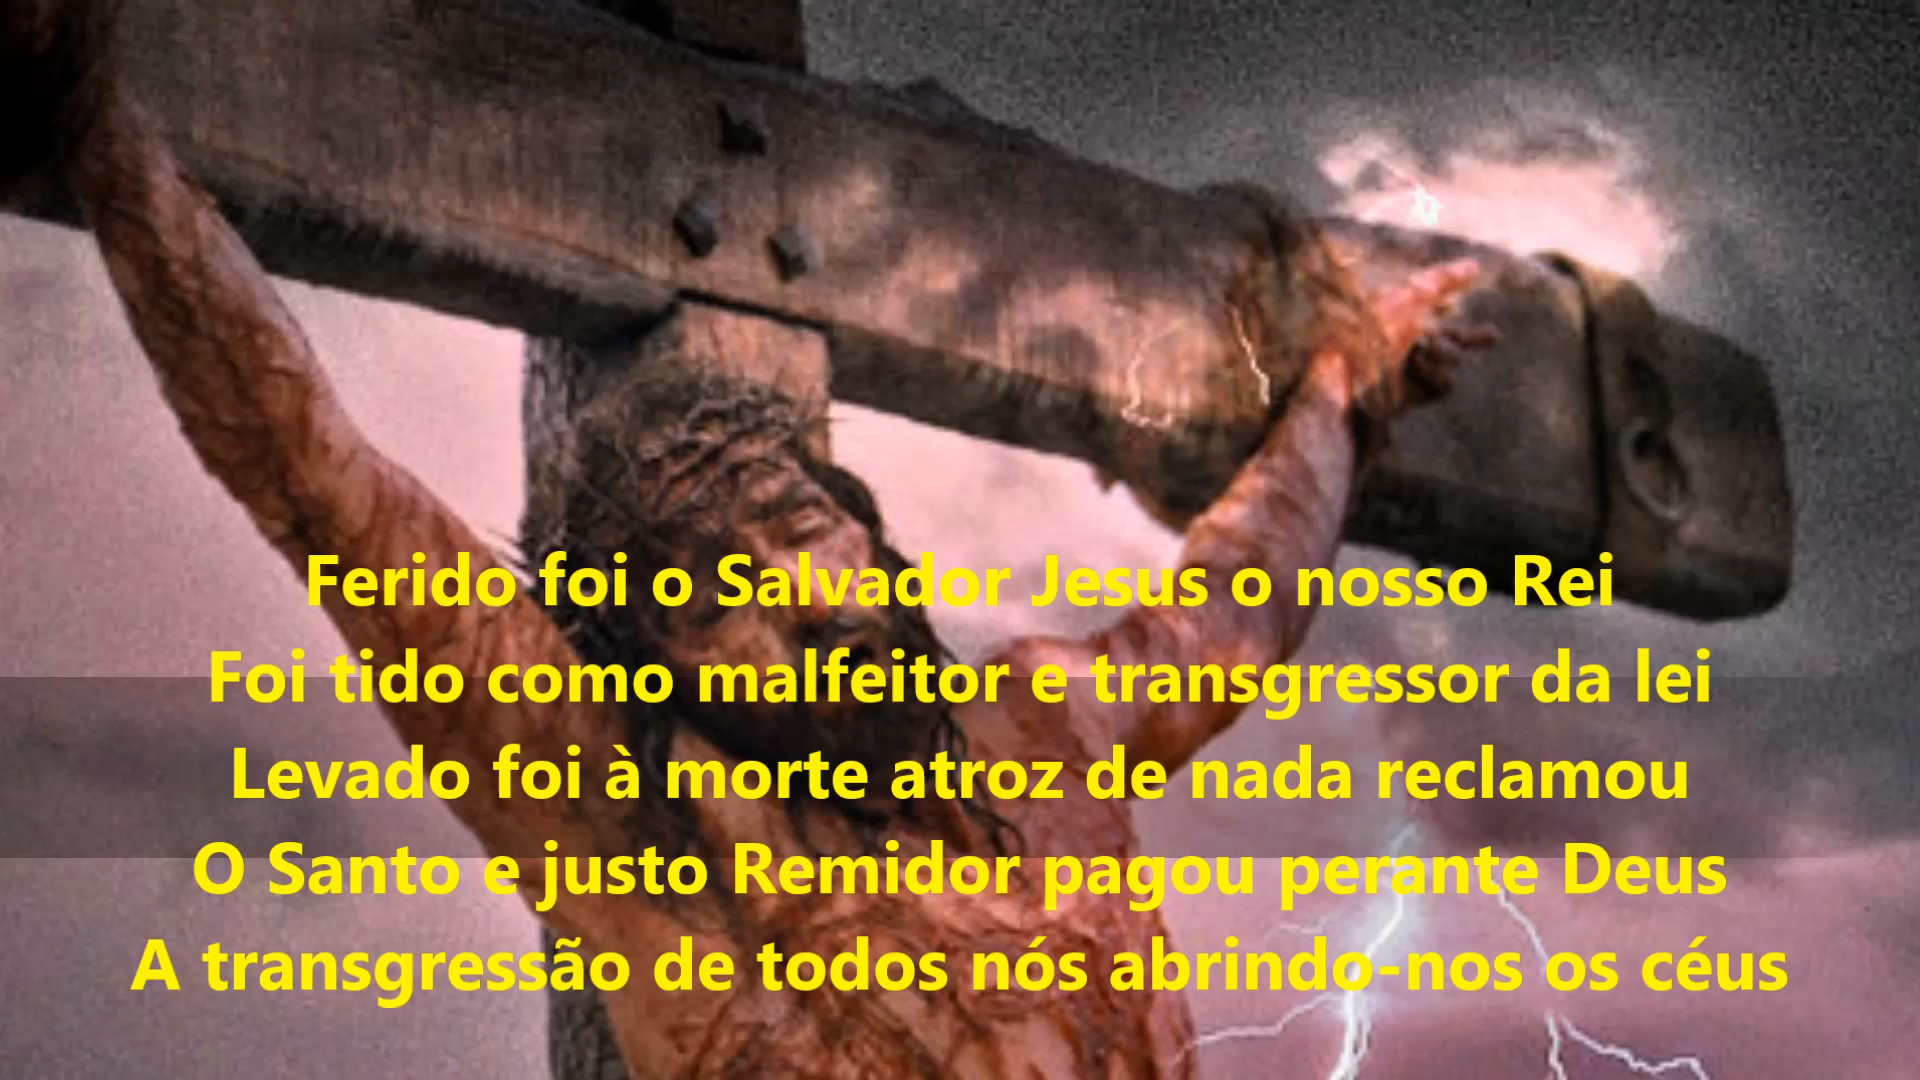 Ferido foi o Salvador Jesus o nosso Rei
Foi tido como malfeitor e transgressor da lei
Levado foi à morte atroz de nada reclamou
O Santo e justo Remidor pagou perante Deus
A transgressão de todos nós abrindo-nos os céus